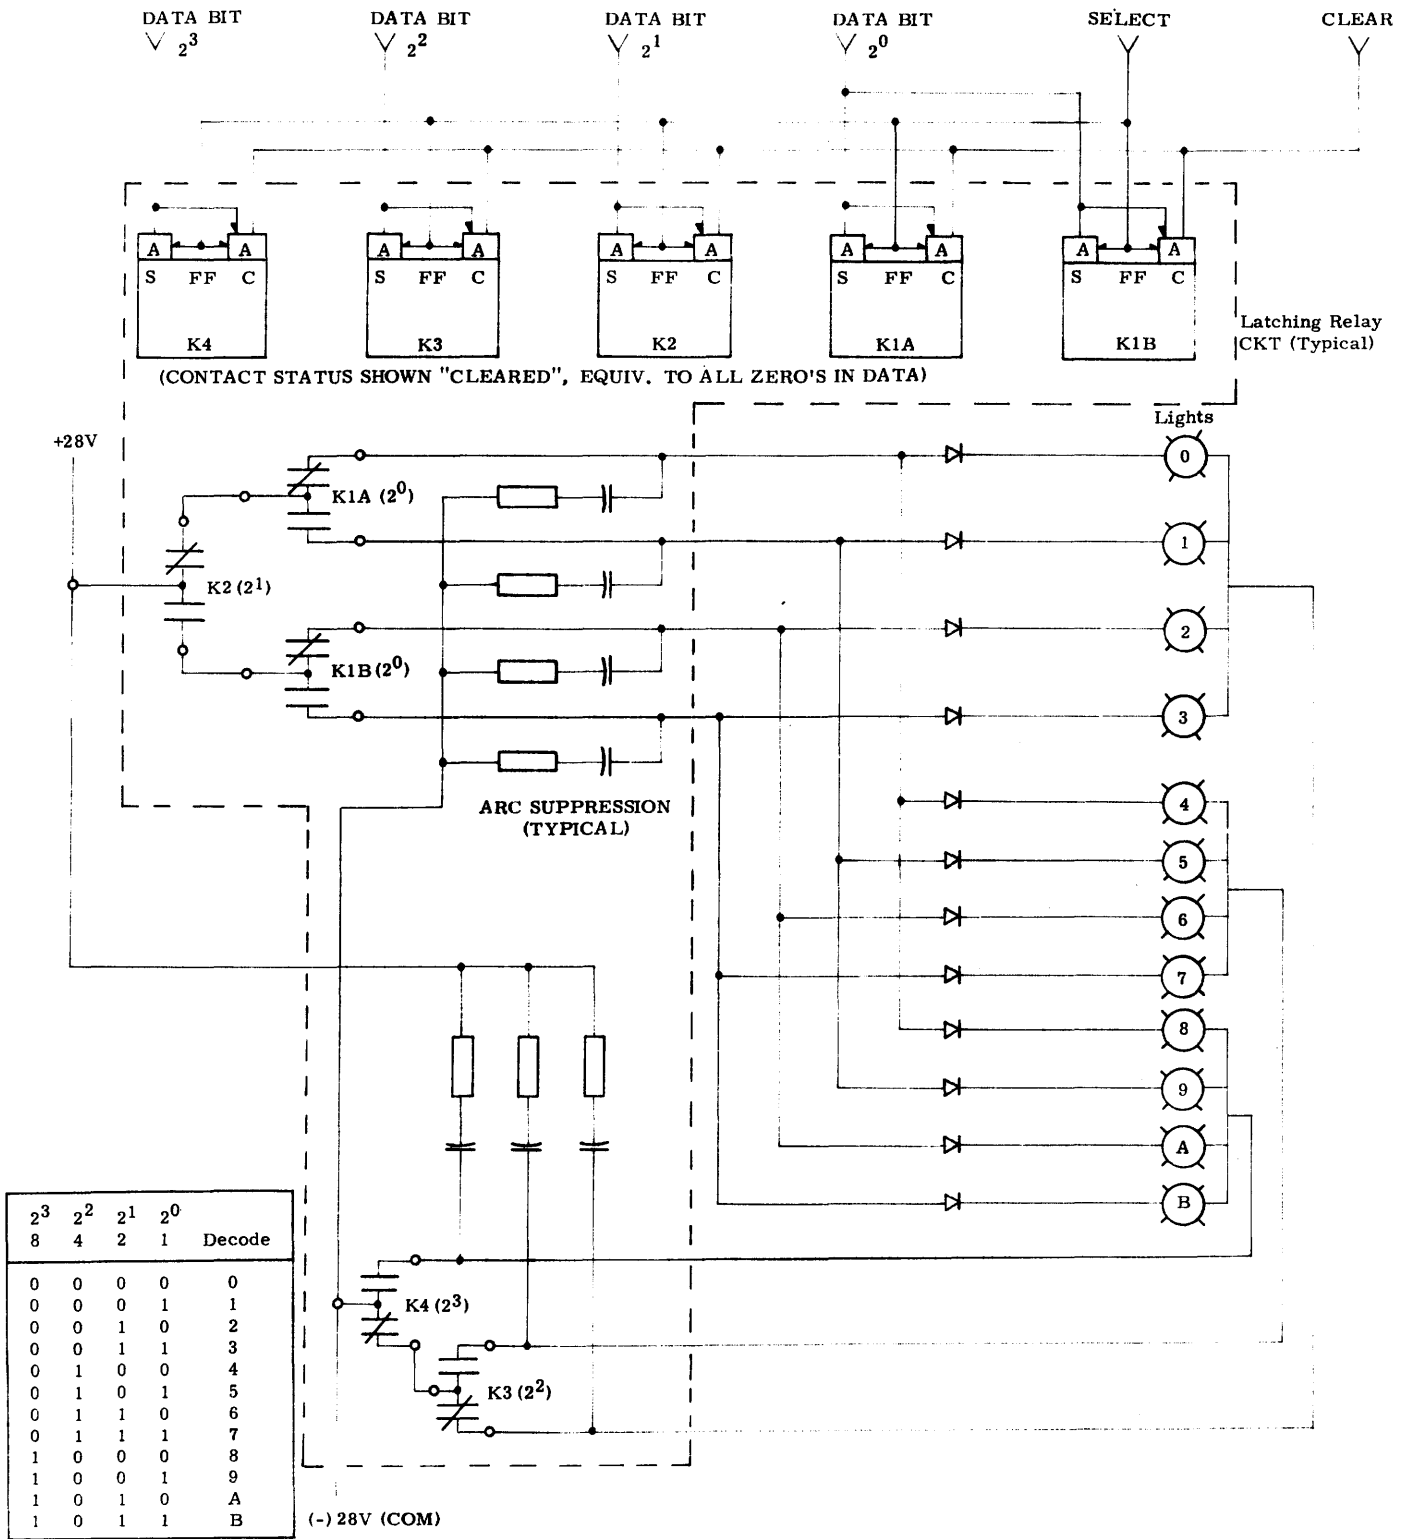 DATA BIT 2³ DATA BIT 2² DATA BIT 2¹ DATA BIT 2⁰ SELECT CLEAR
A A A A A A A A A A
S FF C S FF C S FF C S FF C S FF C
K4 K3 K2 K1A K1B
Latching Relay
CKT (Typical)
(CONTACT STATUS SHOWN "CLEARED", EQUIV. TO ALL ZERO'S IN DATA)
Lights
+28V
0
K1A (2⁰)
1
K2 (2¹)
2
K1B (2⁰)
3
ARC SUPPRESSION
(TYPICAL)
4
5
6
7
8
9
A
B
2³ 2² 2¹ 2⁰
8 4 2 1 Decode
0 0 0 0 0
0 0 0 1 1
0 0 1 0 2
0 0 1 1 3
0 1 0 0 4
0 1 0 1 5
0 1 1 0 6
0 1 1 1 7
1 0 0 0 8
1 0 0 1 9
1 0 1 0 A
1 0 1 1 B
K4 (2³)
K3 (2²)
(-) 28V (COM)